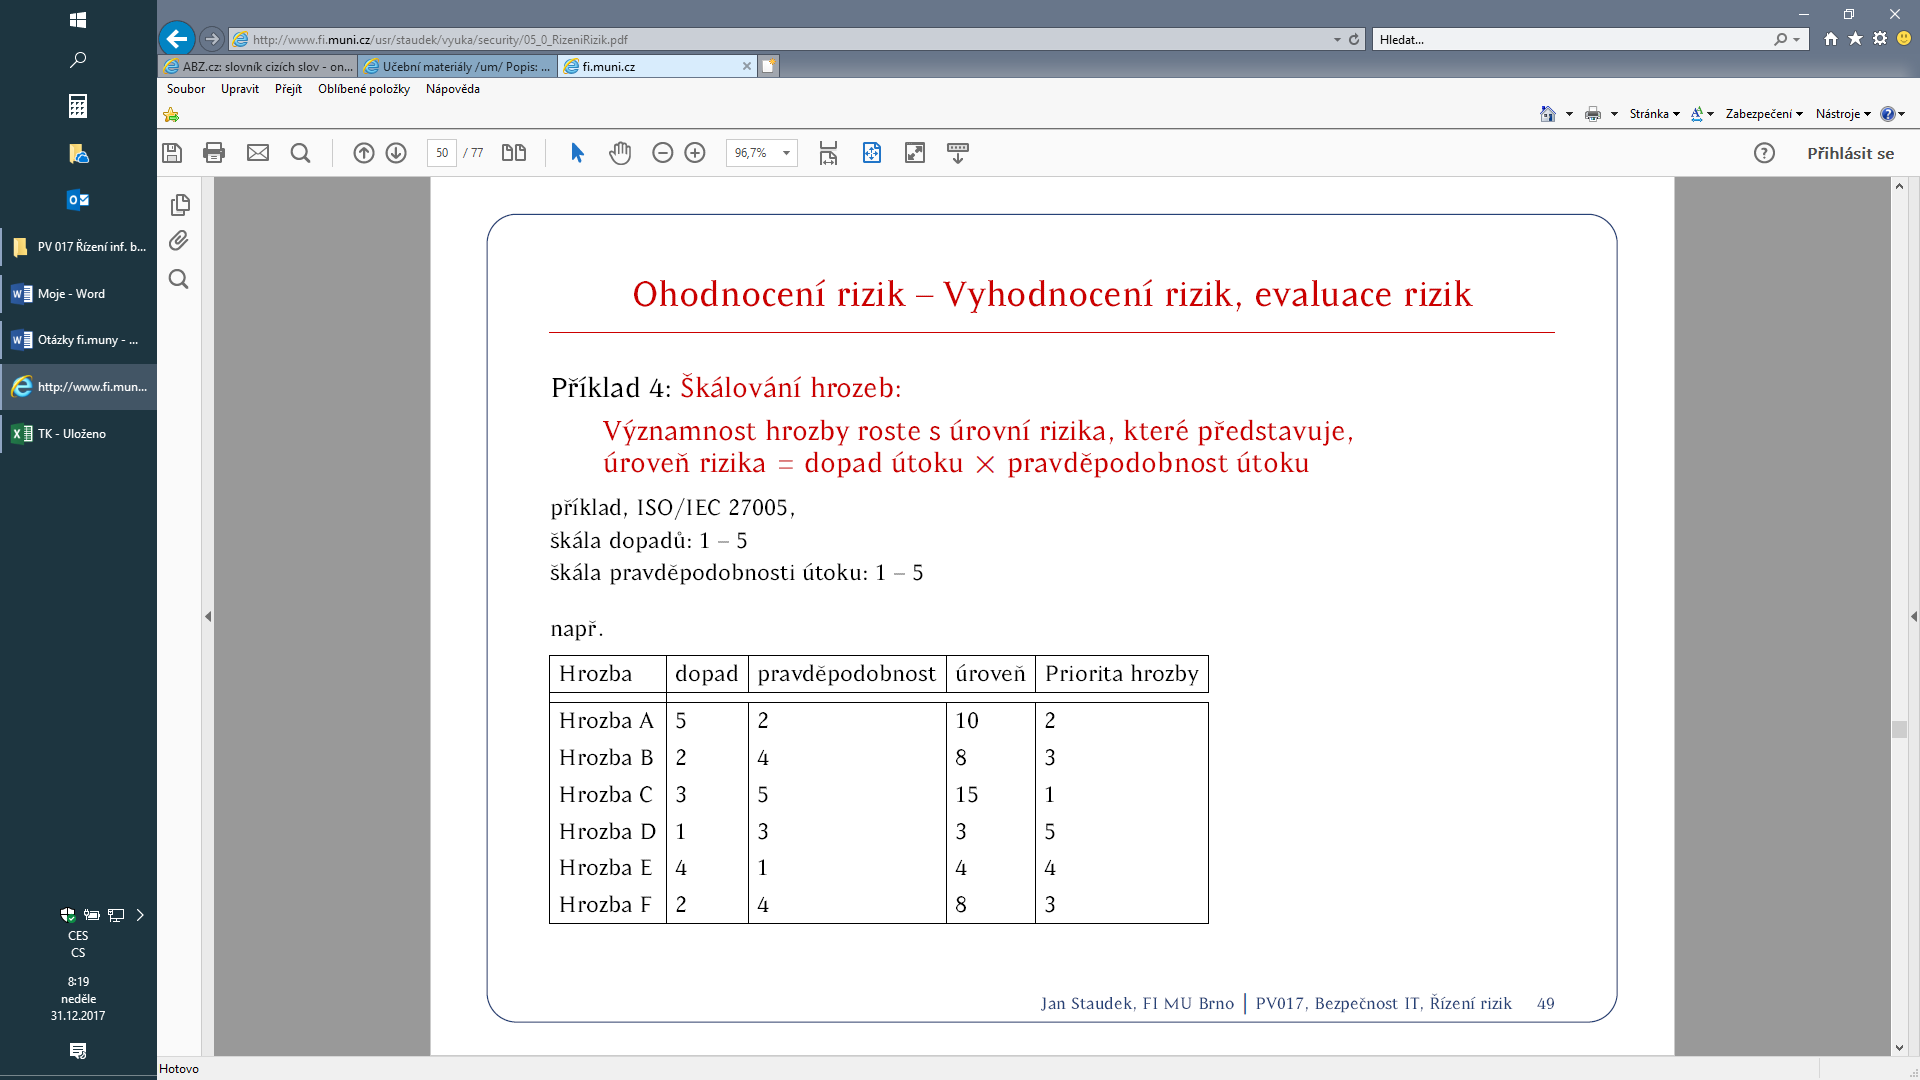 http://www.fi.muni.cz/usr/staudek/vyuka/security/05_0_RizeniRizik.pdf
Hledat...
ABZ.cz: slovník cizích slov - on...
Učební materiály /um/ Popis: ...
fi.muni.cz
Soubor Upravit Přejít Oblíbené položky Nápověda
Stránka Zabezpečení Nástroje
50 / 77
96,7%
Přihlásit se
PV 017 Řízení inf. b...
Moje - Word
Otázky fi.muny - ...
http://www.fi.mun...
TK - Uloženo
CES
CS
8:19
neděle
31.12.2017
Ohodnocení rizik – Vyhodnocení rizik, evaluace rizik
Příklad 4: Škálování hrozeb:
Významnost hrozby roste s úrovní rizika, které představuje,
úroveň rizika = dopad útoku × pravděpodobnost útoku
příklad, ISO/IEC 27005,
škála dopadů: 1 – 5
škála pravděpodobnosti útoku: 1 – 5
např.
Hrozba dopad pravděpodobnost úroveň Priorita hrozby
Hrozba A 5 2 10 2
Hrozba B 2 4 8 3
Hrozba C 3 5 15 1
Hrozba D 1 3 3 5
Hrozba E 4 1 4 4
Hrozba F 2 4 8 3
Jan Staudek, FI MU Brno | PV017, Bezpečnost IT, Řízení rizik 49
Hotovo